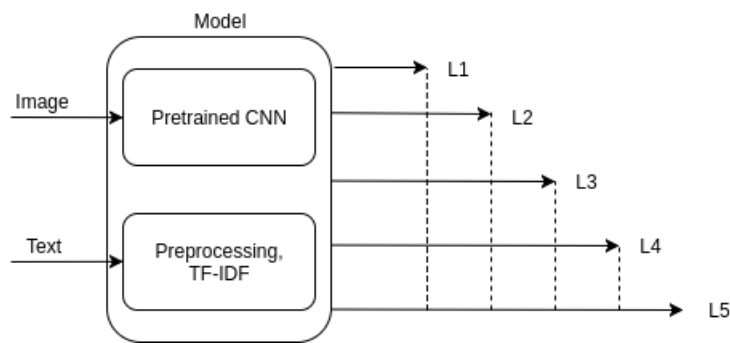 Model
Image
Pretrained CNN
Text
Preprocessing,
TF-IDF
L1
L2
L3
L4
L5